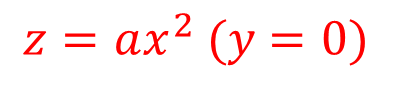 z = ax² (y = 0)